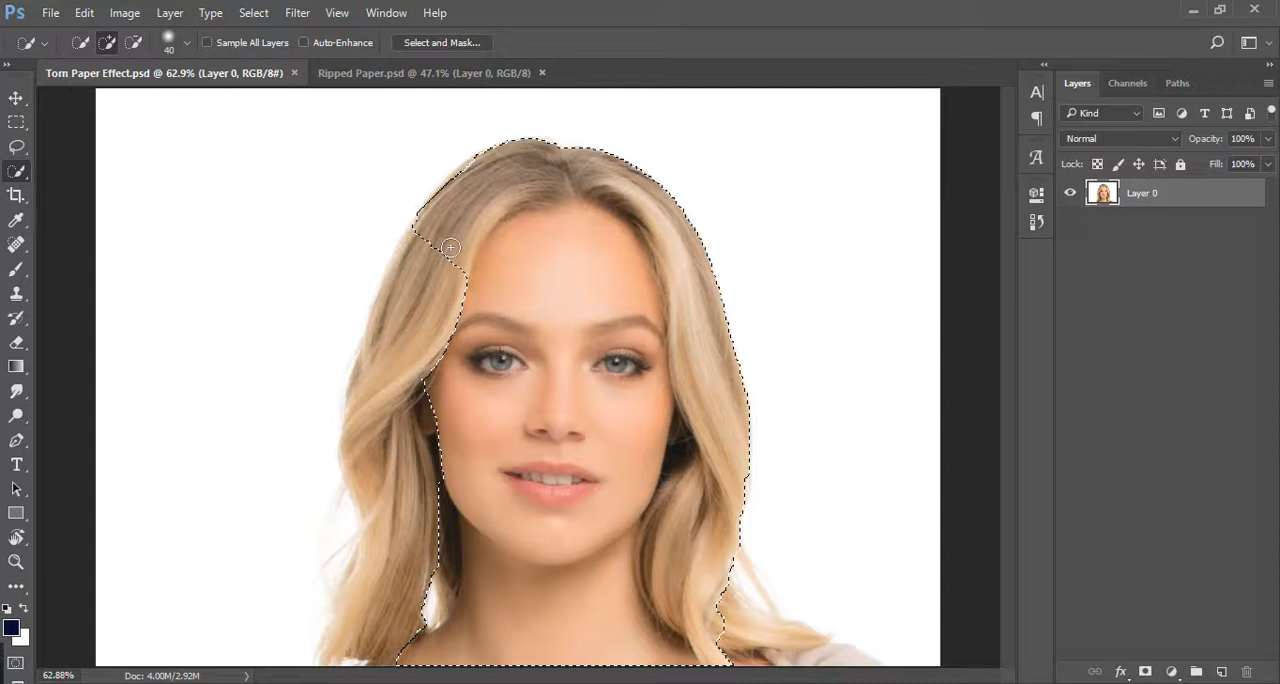 Ps File Edit Image Layer Type Select Filter View Window Help
40 Sample All Layers Auto-Enhance Select and Mask...
Torn Paper Effect.psd @ 62.9% (Layer 0, RGB/8#) × Ripped Paper.psd @ 47.1% (Layer 0, RGB/8) ×
Layers Channels Paths
Kind
Normal Opacity: 100%
Lock: Fill: 100%
Layer 0
62.88% Doc: 4.00M/2.92M